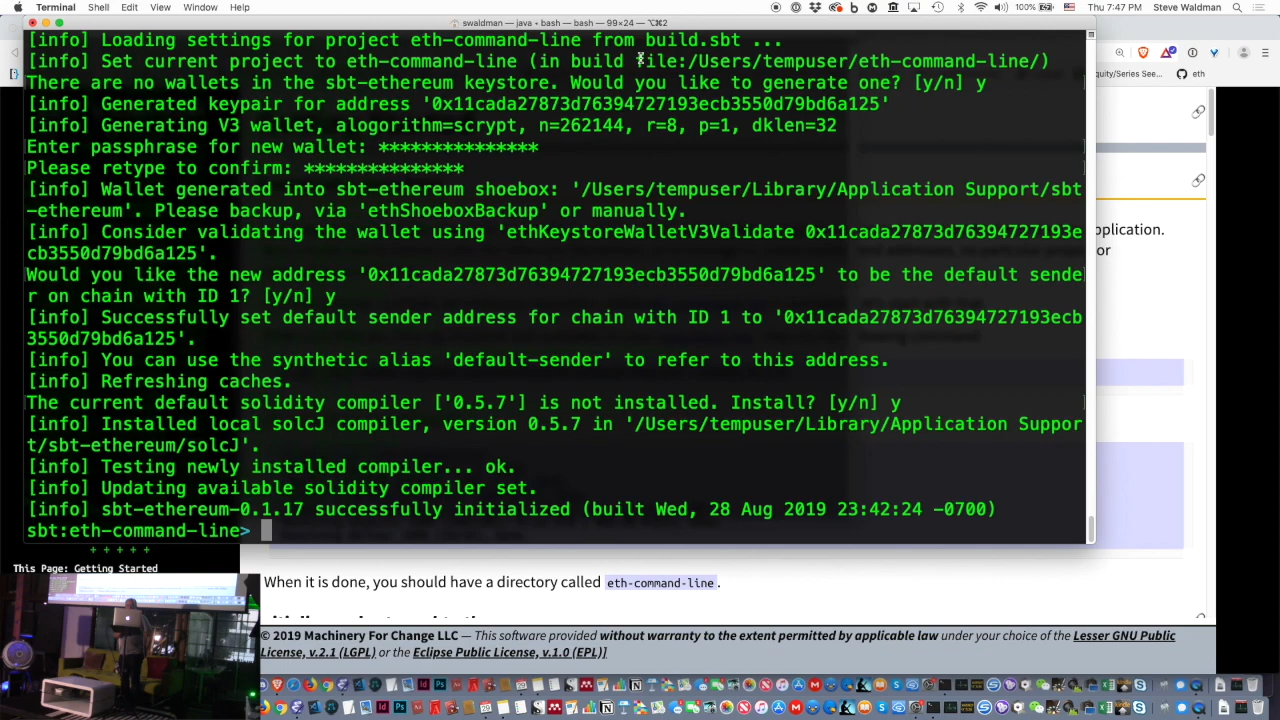 Terminal Shell Edit View Window Help 100% Thu 7:47 PM Steve Waldman
swaldman — java • bash — bash — 99×24 — ⌥⌘2
[info] Loading settings for project eth-command-line from build.sbt ...
[info] Set current project to eth-command-line (in build file:/Users/tempuser/eth-command-line/)
There are no wallets in the sbt-ethereum keystore. Would you like to generate one? [y/n] y
[info] Generated keypair for address '0x11cada27873d76394727193ecb3550d79bd6a125'
[info] Generating V3 wallet, alogorithm=scrypt, n=262144, r=8, p=1, dklen=32
Enter passphrase for new wallet: ***************
Please retype to confirm: ***************
[info] Wallet generated into sbt-ethereum shoebox: '/Users/tempuser/Library/Application Support/sbt
-ethereum'. Please backup, via 'ethShoeboxBackup' or manually.
[info] Consider validating the wallet using 'ethKeystoreWalletV3Validate 0x11cada27873d76394727193e
cb3550d79bd6a125'.
Would you like the new address '0x11cada27873d76394727193ecb3550d79bd6a125' to be the default sende
r on chain with ID 1? [y/n] y
[info] Successfully set default sender address for chain with ID 1 to '0x11cada27873d76394727193ecb
3550d79bd6a125'.
[info] You can use the synthetic alias 'default-sender' to refer to this address.
[info] Refreshing caches.
The current default solidity compiler ['0.5.7'] is not installed. Install? [y/n] y
[info] Installed local solcJ compiler, version 0.5.7 in '/Users/tempuser/Library/Application Suppor
t/sbt-ethereum/solcJ'.
[info] Testing newly installed compiler... ok.
[info] Updating available solidity compiler set.
[info] sbt-ethereum-0.1.17 successfully initialized (built Wed, 28 Aug 2019 23:42:24 -0700)
sbt:eth-command-line>
iCloud/Series See...
eth
application.
or
+ + + + +
This Page: Getting Started
When it is done, you should have a directory called eth-command-line.
© 2019 Machinery For Change LLC — This software provided without warranty to the extent permitted by applicable law under your choice of the Lesser GNU Public
License, v.2.1 (LGPL) or the Eclipse Public License, v.1.0 (EPL)]